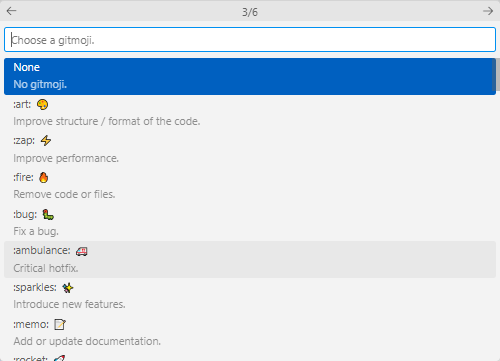 3/6
Choose a gitmoji.
None
No gitmoji.
:art: 🎨
Improve structure / format of the code.
:zap: ⚡
Improve performance.
:fire: 🔥
Remove code or files.
:bug: 🐛
Fix a bug.
:ambulance: 🚑
Critical hotfix.
:sparkles: ✨
Introduce new features.
:memo: 📝
Add or update documentation.
:rocket: 🚀